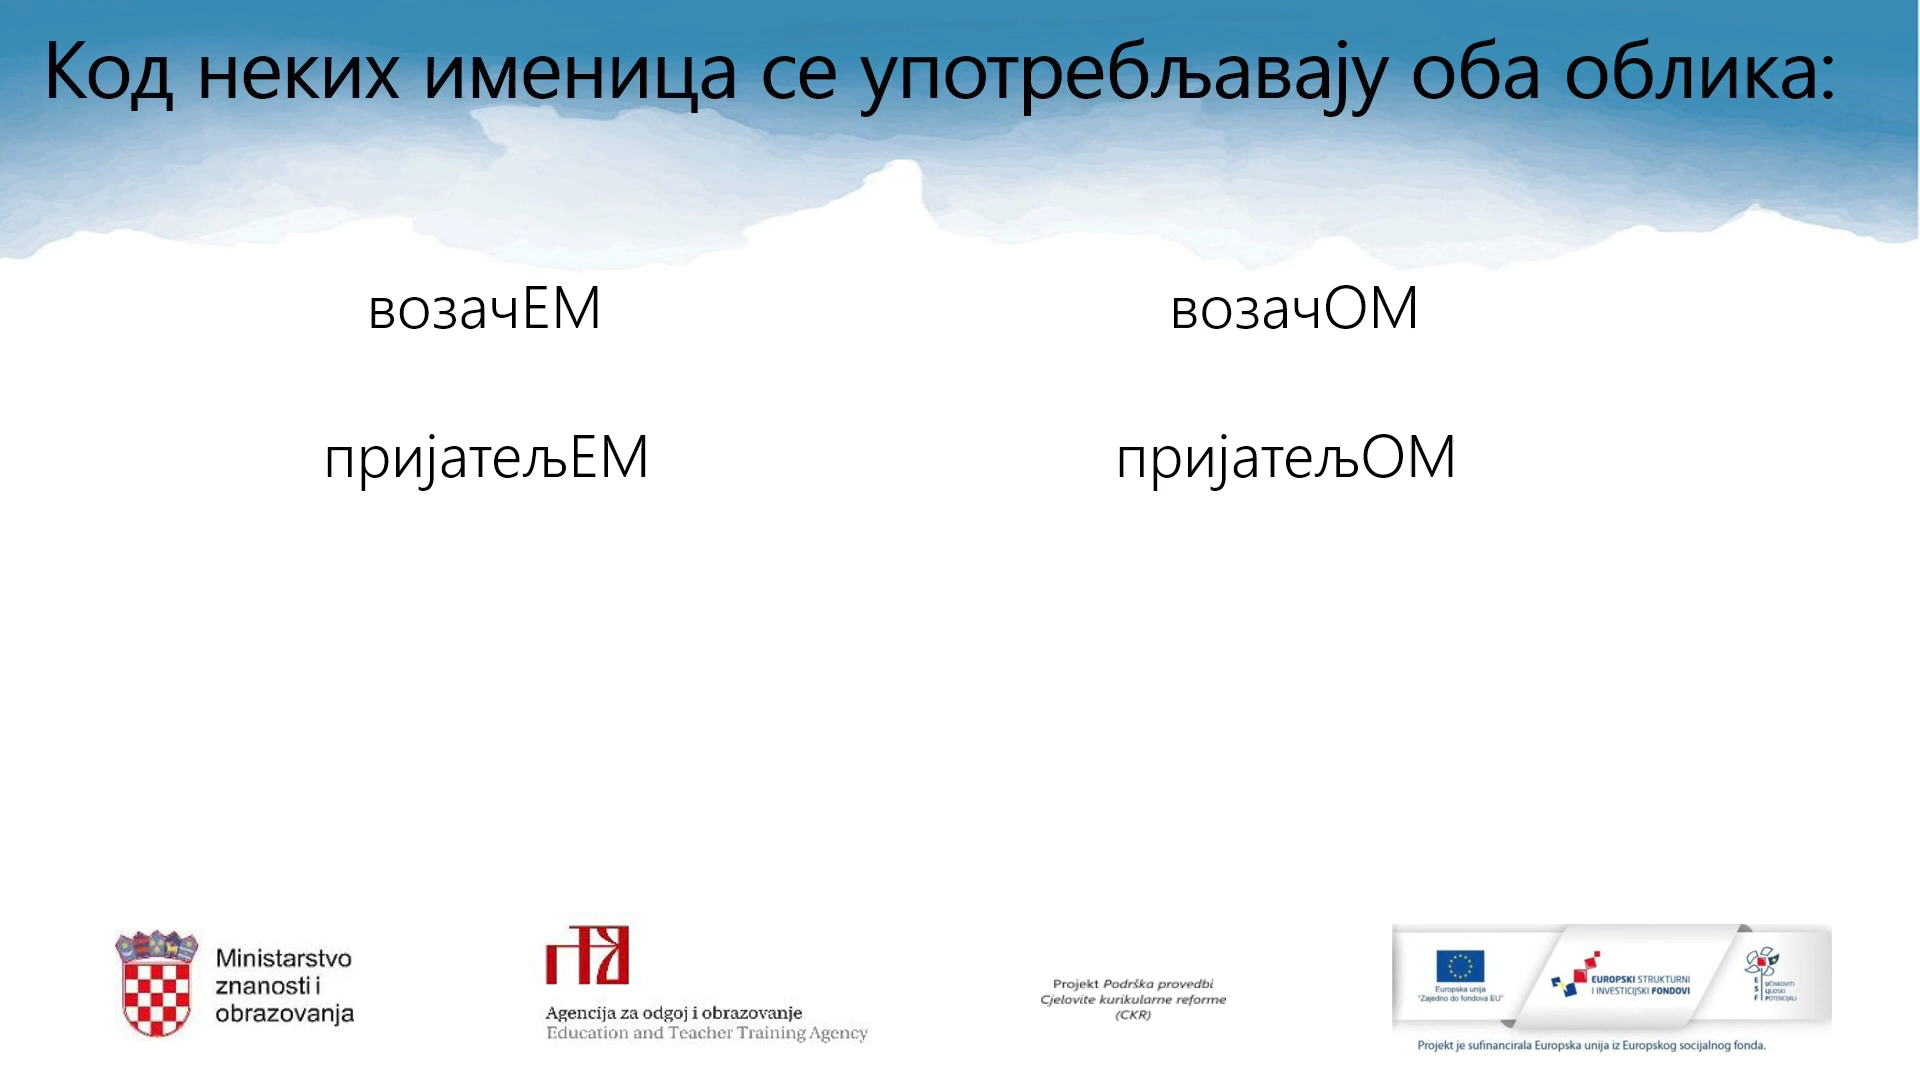 Код неких именица се употребљавају оба облика:
возачЕМ
возачОМ
пријатељЕМ
пријатељОМ
Ministarstvo
znanosti i
obrazovanja
Agencija za odgoj i obrazovanje
Education and Teacher Training Agency
Projekt Podrška provedbi
Cjelovite kurikularne reforme
(CKR)
Europska unija
"Zajedno do fondova EU"
EUROPSKI STRUKTURNI
I INVESTICIJSKI FONDOVI
ESF
UČINKOVITI
LJUDSKI
POTENCIJALI
Projekt je sufinancirala Europska unija iz Europskog socijalnog fonda.